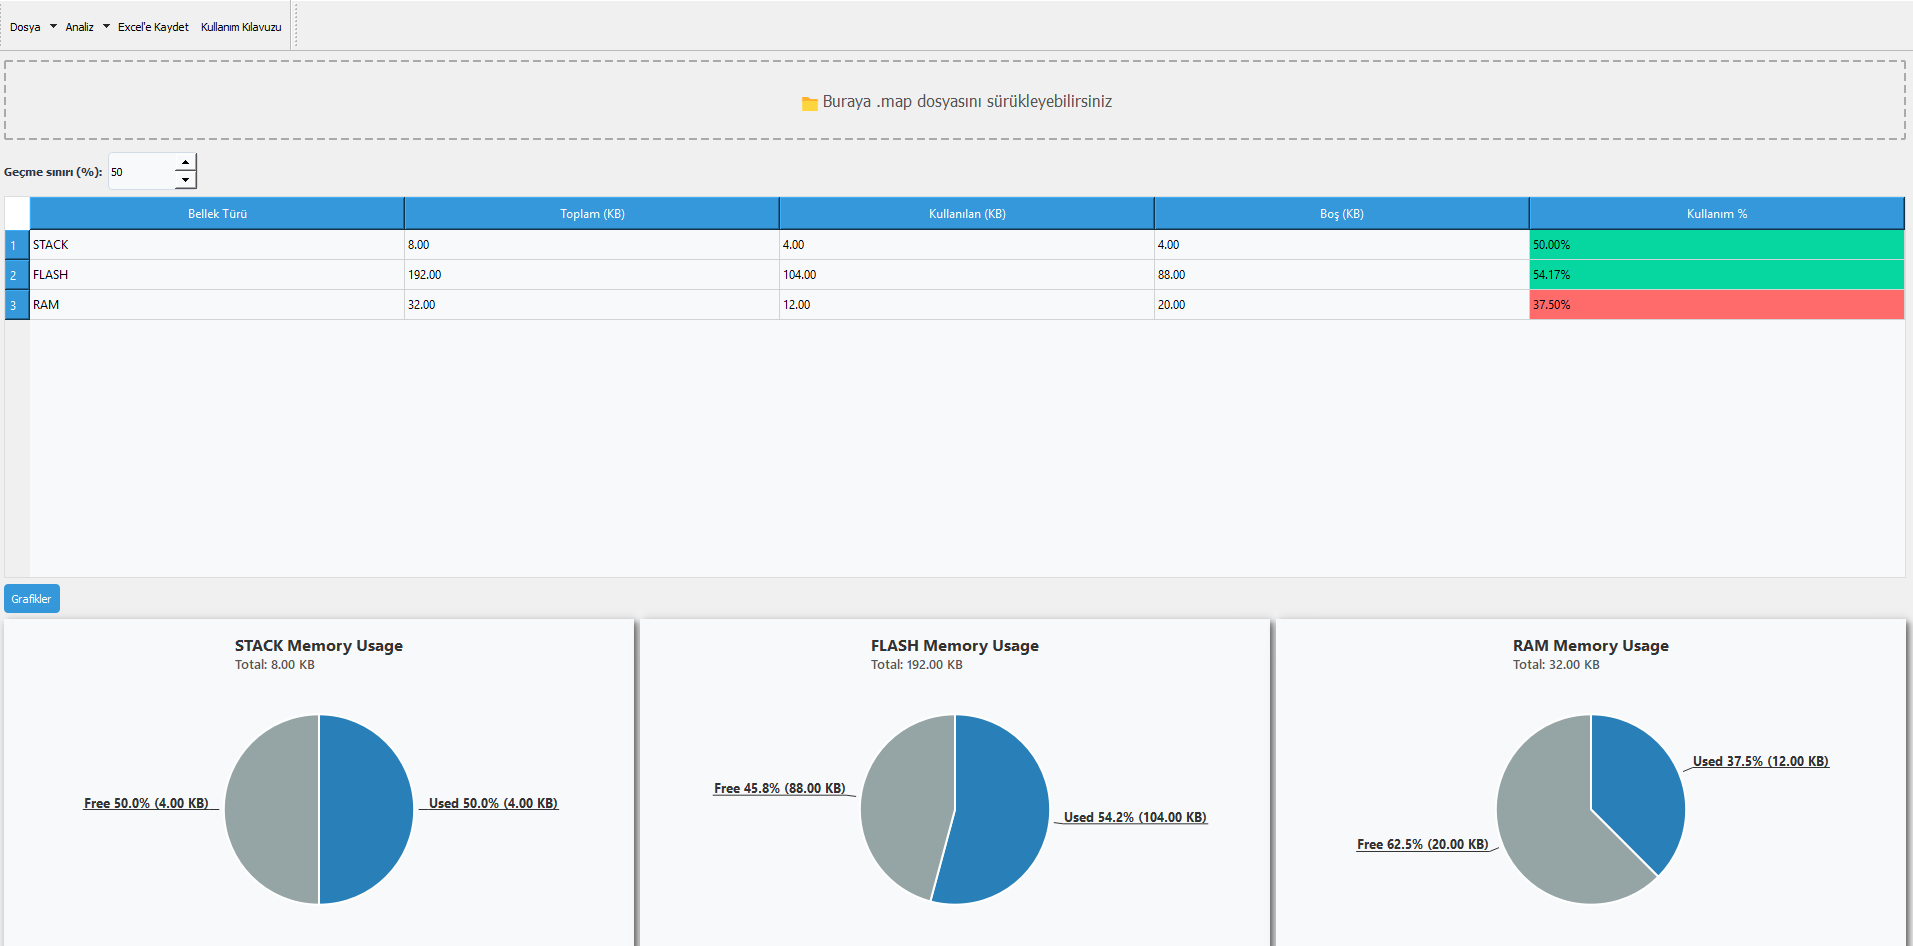 Dosya Analiz Excel'e Kaydet Kullanım Kılavuzu
Buraya .map dosyasını sürükleyebilirsiniz
Geçme sınırı (%): 50
Bellek Türü Toplam (KB) Kullanılan (KB) Boş (KB) Kullanım %
1 STACK 8.00 4.00 4.00 50.00%
2 FLASH 192.00 104.00 88.00 54.17%
3 RAM 32.00 12.00 20.00 37.50%
Grafikler
STACK Memory Usage
Total: 8.00 KB
Free 50.0% (4.00 KB)
Used 50.0% (4.00 KB)
FLASH Memory Usage
Total: 192.00 KB
Free 45.8% (88.00 KB)
Used 54.2% (104.00 KB)
RAM Memory Usage
Total: 32.00 KB
Used 37.5% (12.00 KB)
Free 62.5% (20.00 KB)